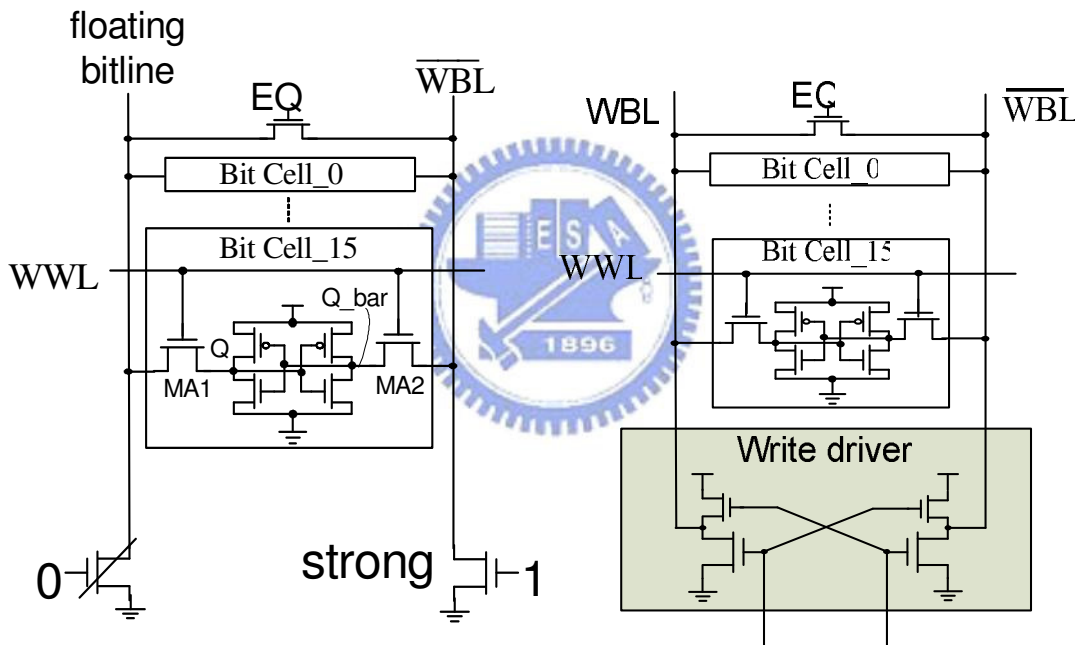 floating
bitline
WBL
EQ
Bit Cell_0
Bit Cell_15
WWL
Q_bar
Q
MA1
MA2
0
strong
1
WBL
EQ
WBL
Bit Cell_0
Bit Cell_15
WWL
Write driver
E S A
1896